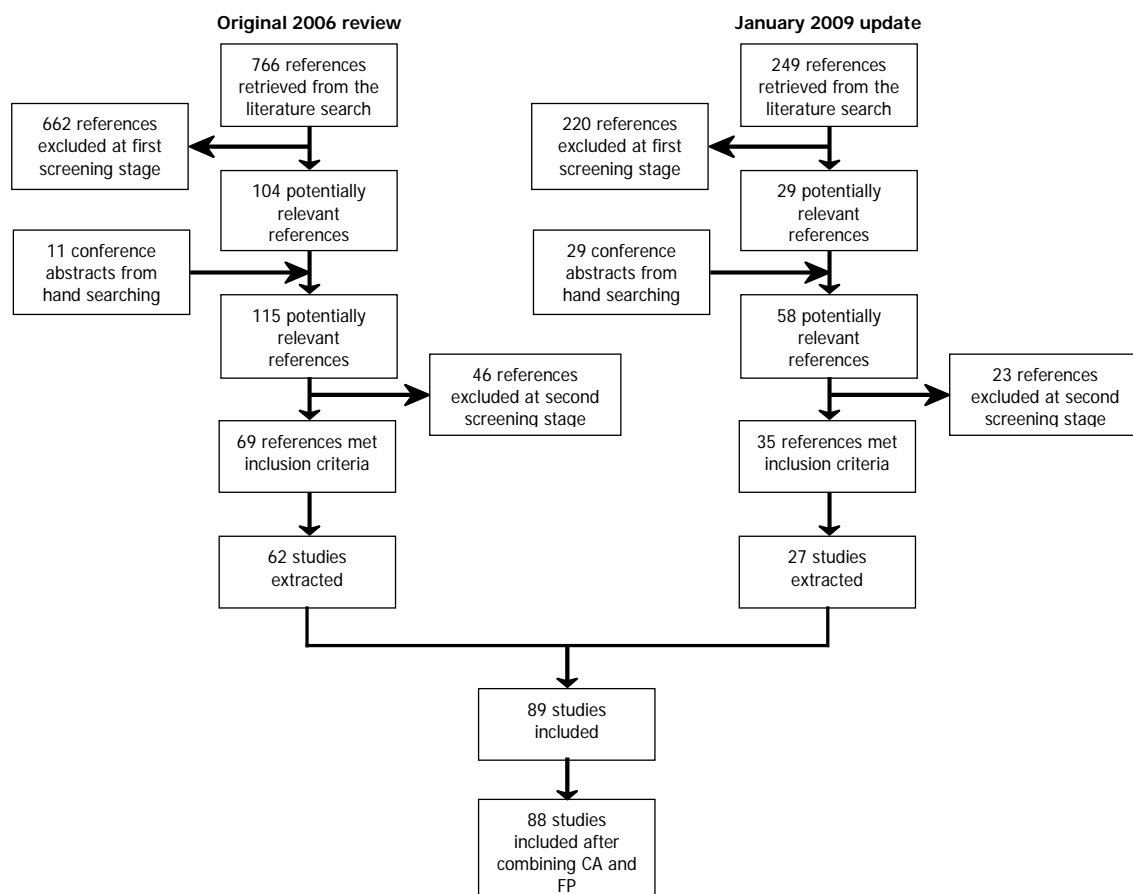 Original 2006 review
766 references
retrieved from the
literature search
662 references
excluded at first
screening stage
104 potentially
relevant
references
11 conference
abstracts from
hand searching
115 potentially
relevant
references
46 references
excluded at second
screening stage
69 references met
inclusion criteria
62 studies
extracted
January 2009 update
249 references
retrieved from the
literature search
220 references
excluded at first
screening stage
29 potentially
relevant
references
29 conference
abstracts from
hand searching
58 potentially
relevant
references
23 references
excluded at second
screening stage
35 references met
inclusion criteria
27 studies
extracted
89 studies
included
88 studies
included after
combining CA and
FP